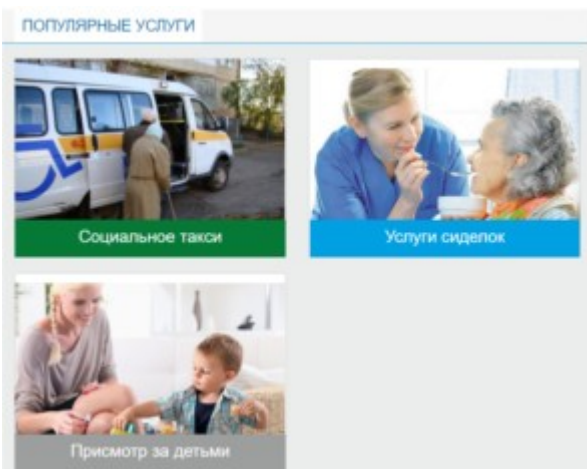 ПОПУЛЯРНЫЕ УСЛУГИ
Социальное такси
Услуги сиделок
Присмотр за детьми